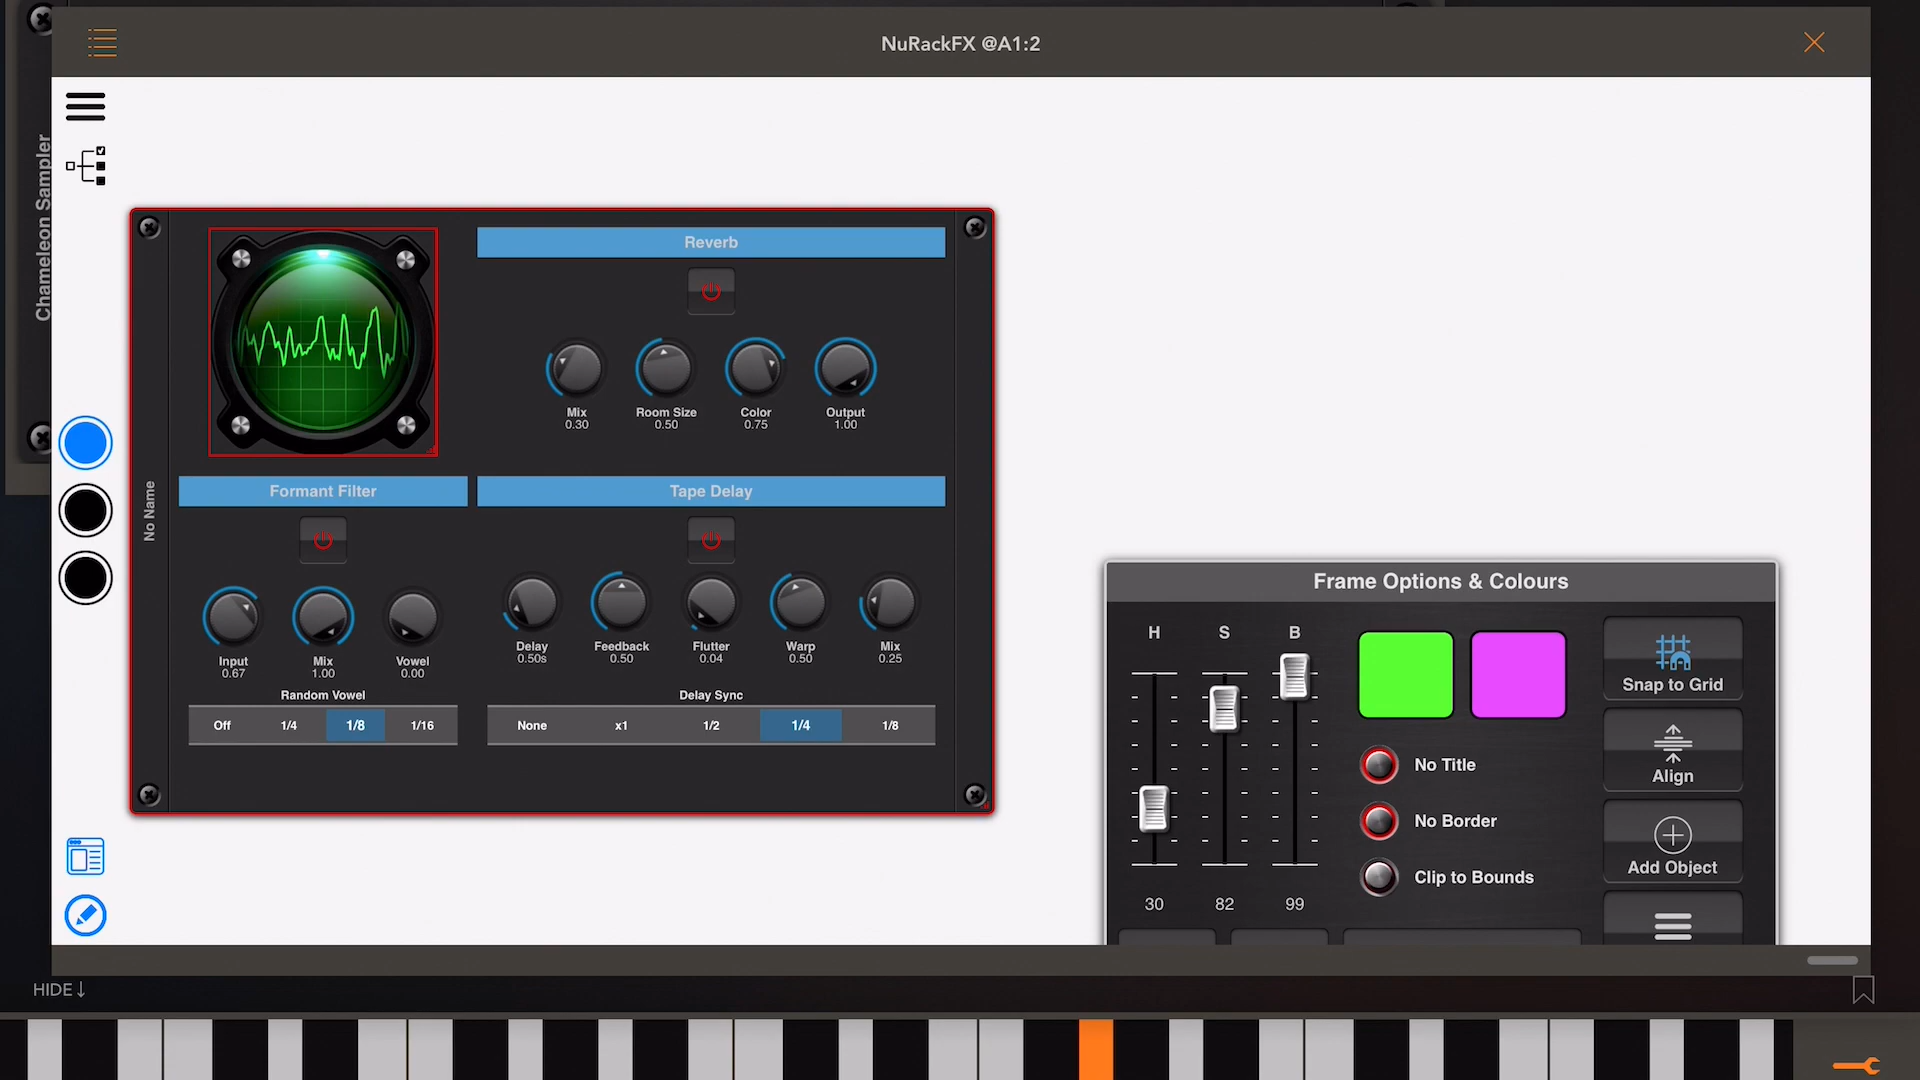 NuRackFX @A1:2
Chameleon Sampler
Reverb
Mix
0.30
Room Size
0.50
Color
0.75
Output
1.00
No Name
Formant Filter
Input
0.67
Mix
1.00
Vowel
0.00
Random Vowel
Off 1/4 1/8 1/16
Tape Delay
Delay
0.50s
Feedback
0.50
Flutter
0.04
Warp
0.50
Mix
0.25
Delay Sync
None x1 1/2 1/4 1/8
Frame Options & Colours
H S B
30 82 99
No Title
No Border
Clip to Bounds
Snap to Grid
Align
Add Object
HIDE↓